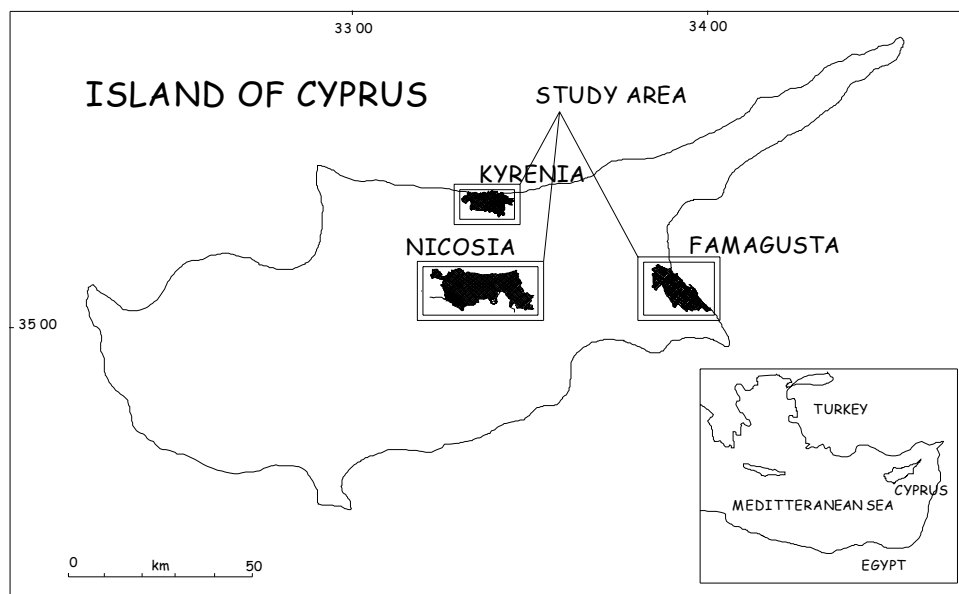 33 00
34 00
ISLAND OF CYPRUS
STUDY AREA
KYRENIA
NICOSIA
FAMAGUSTA
35 00
TURKEY
CYPRUS
MEDITTERANEAN SEA
EGYPT
0 km 50